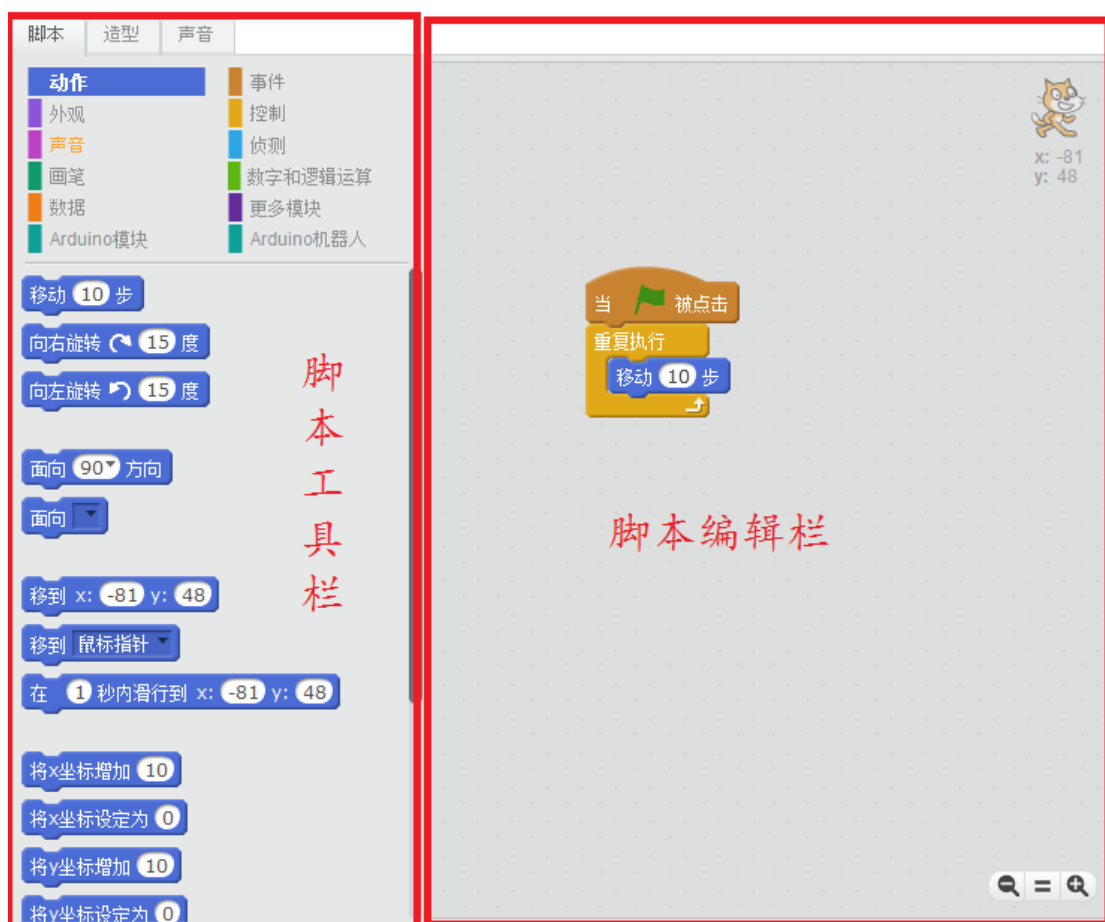 脚本 造型 声音
动作 事件
外观 控制
声音 侦测
画笔 数字和逻辑运算
数据 更多模块
Arduino模块 Arduino机器人
移动 10 步
向右旋转 15 度
向左旋转 15 度
面向 90 方向
面向
移到 x: -81 y: 48
移到 鼠标指针
在 1 秒内滑行到 x: -81 y: 48
将x坐标增加 10
将x坐标设定为 0
将y坐标增加 10
将y坐标设定为 0
脚本工具栏
x: -81
y: 48
当 被点击
重复执行
移动 10 步
脚本编辑栏